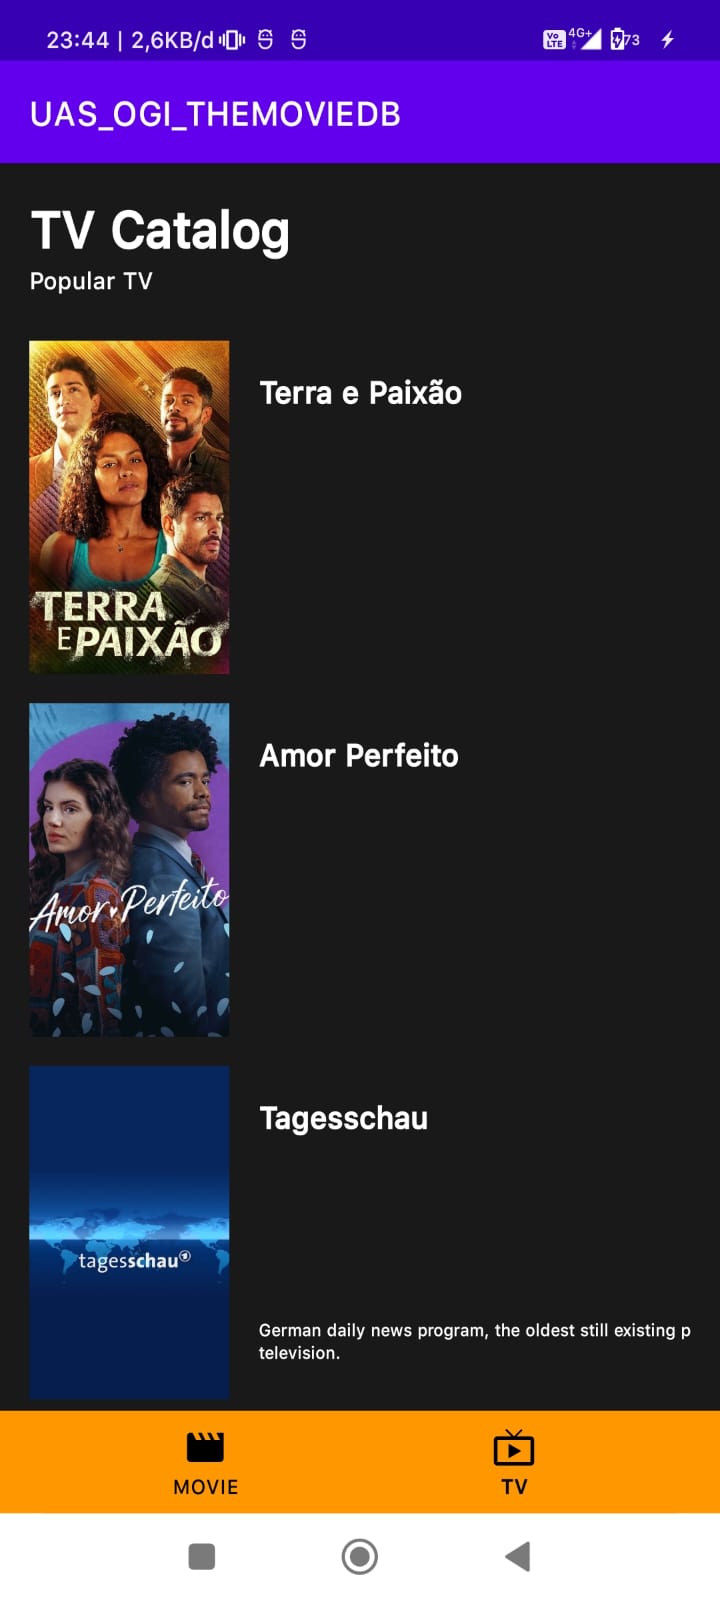 23:44 | 2,6KB/d
Vo LTE 4G+ 73
UAS_OGI_THEMOVIEDB
TV Catalog
Popular TV
TERRA
E PAIXÃO
Terra e Paixão
Amor Perfeito
Amor Perfeito
tagesschau
Tagesschau
German daily news program, the oldest still existing p
television.
MOVIE
TV